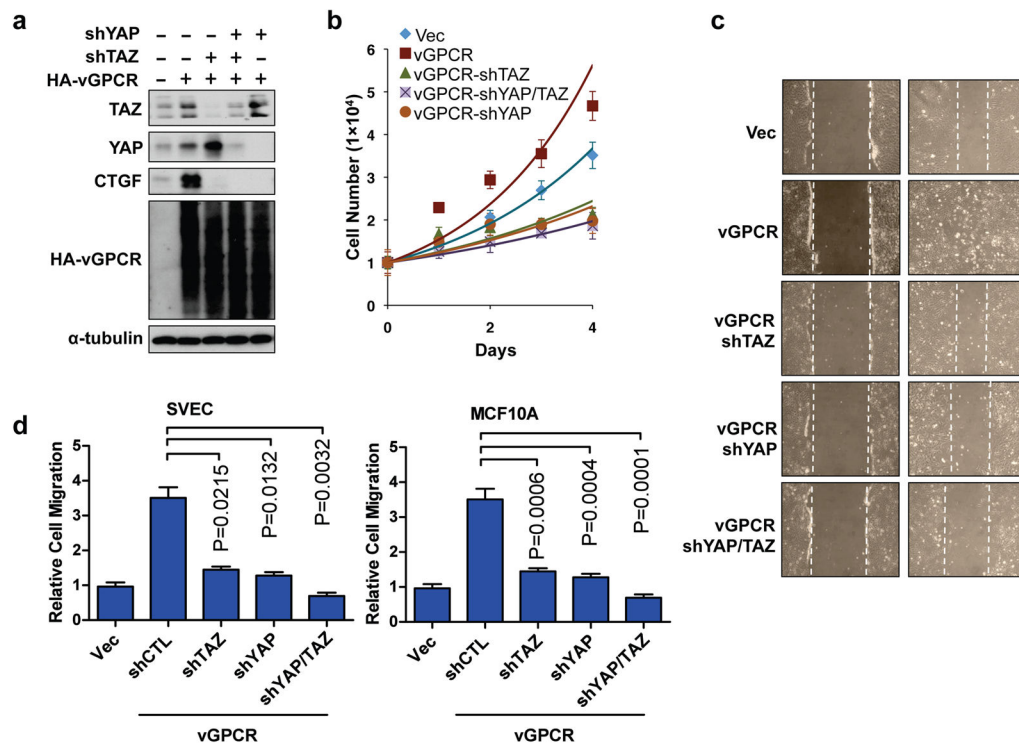 a
shYAP – – – + +
shTAZ – – + + –
HA-vGPCR – + + + +
TAZ
YAP
CTGF
HA-vGPCR
α-tubulin
b
Vec
vGPCR
vGPCR-shTAZ
vGPCR-shYAP/TAZ
vGPCR-shYAP
Cell Number (1×10⁴)
6
5
4
3
2
1
0
0 2 4
Days
c
Vec
vGPCR
vGPCR
shTAZ
vGPCR
shYAP
vGPCR
shYAP/TAZ
d
SVEC
Relative Cell Migration
5
4
3
2
1
0
P=0.0215
P=0.0132
P=0.0032
Vec
shCTL
shTAZ
shYAP
shYAP/TAZ
vGPCR
MCF10A
Relative Cell Migration
5
4
3
2
1
0
P=0.0006
P=0.0004
P=0.0001
Vec
shCTL
shTAZ
shYAP
shYAP/TAZ
vGPCR